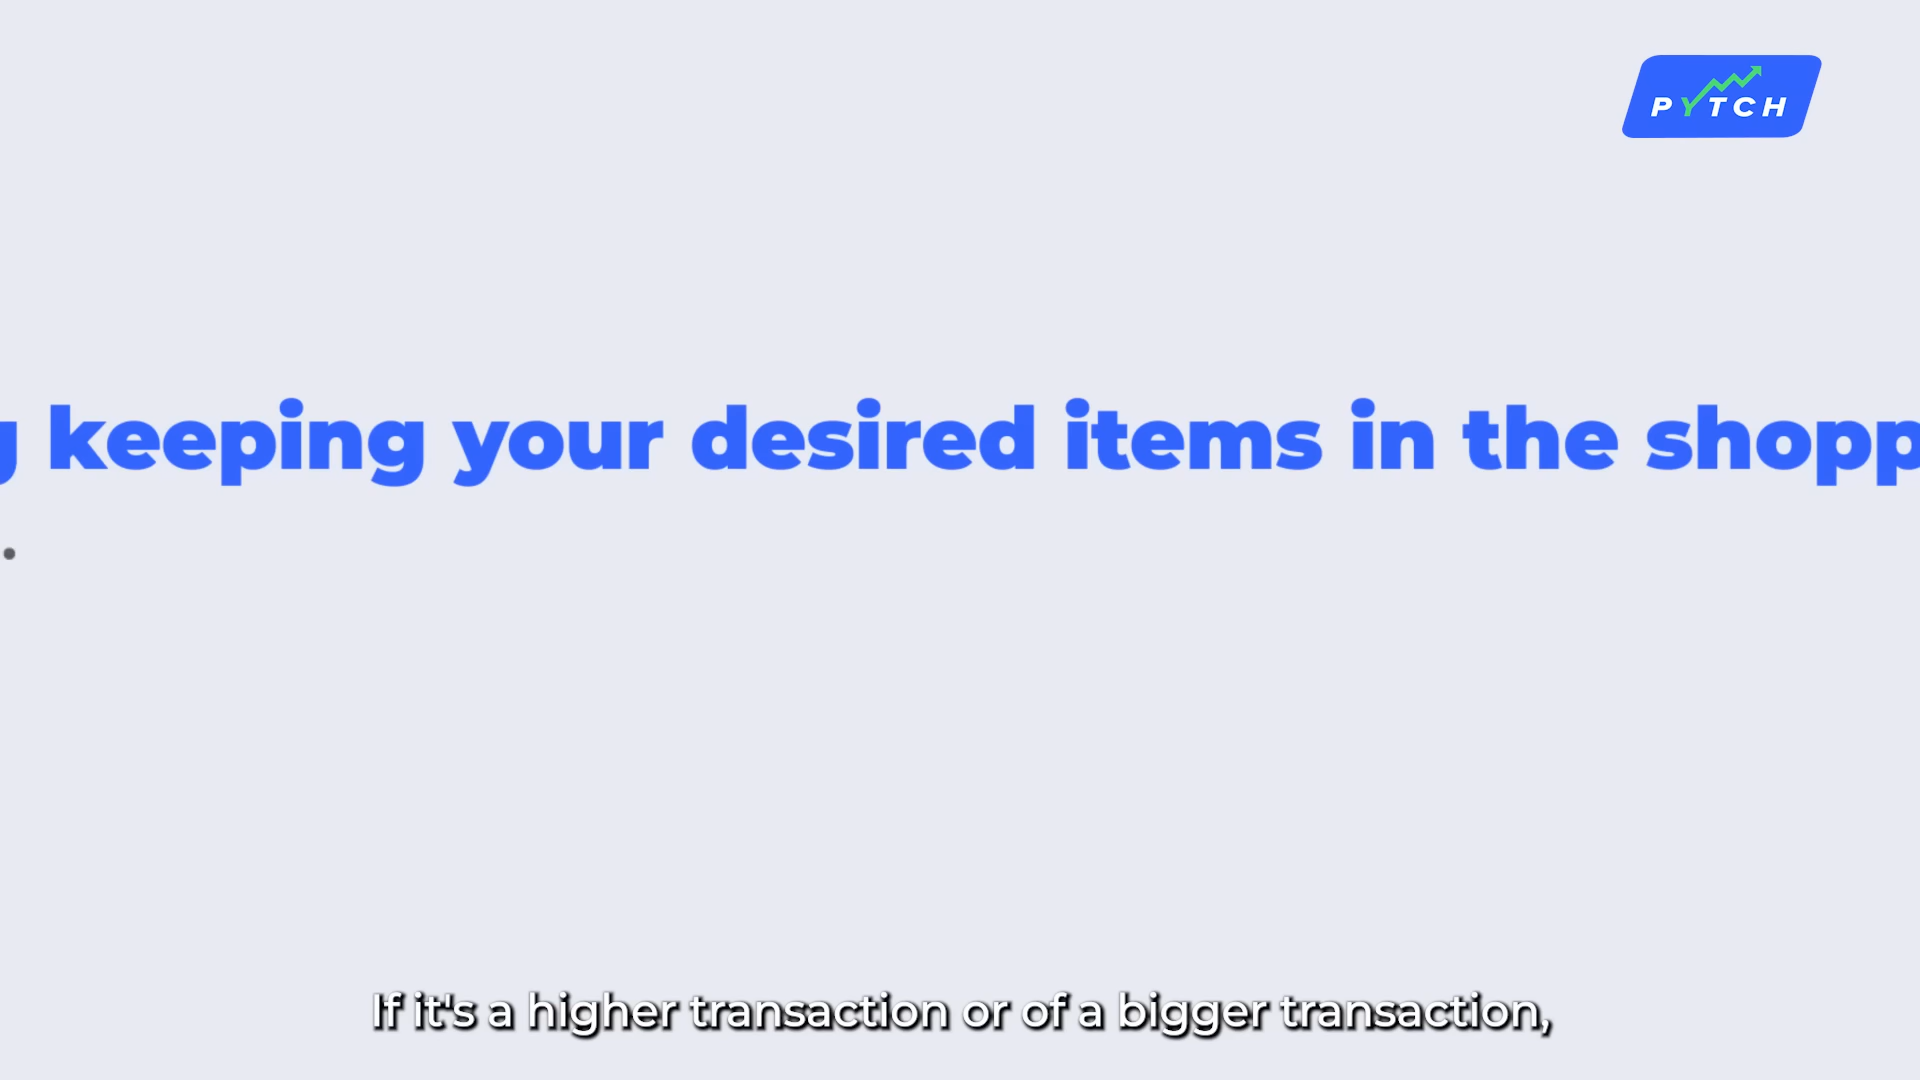 PYTCH
g keeping your desired items in the shopp
.
If it's a higher transaction or of a bigger transaction,